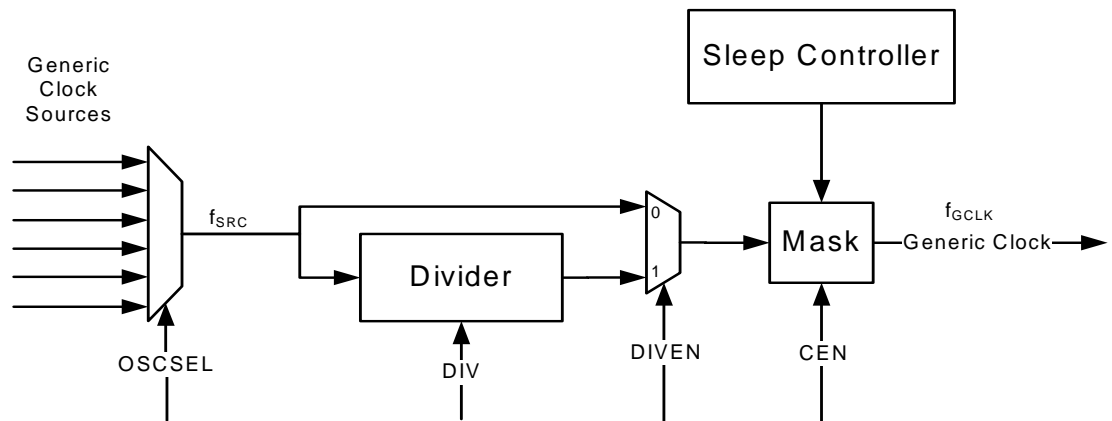 Sleep Controller
Generic
Clock
Sources
fSRC
0
Divider
1
Mask
fGCLK
Generic Clock
OSCSEL
DIV
DIVEN
CEN